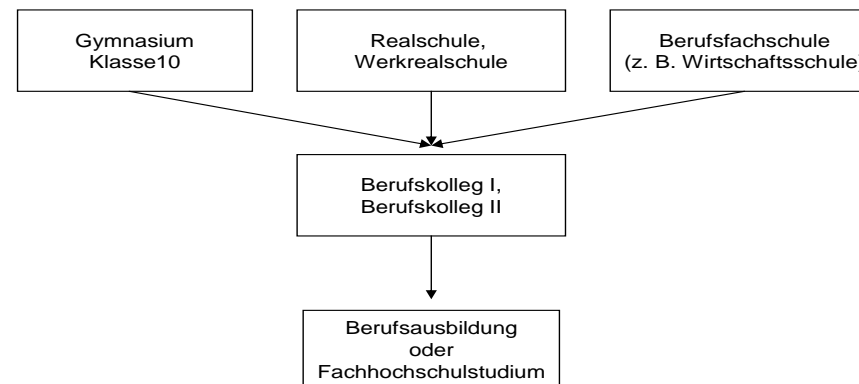 Gymnasium
Klasse10
Realschule,
Werkrealschule
Berufsfachschule
(z. B. Wirtschaftsschule)
Berufskolleg I,
Berufskolleg II
Berufsausbildung
oder
Fachhochschulstudium